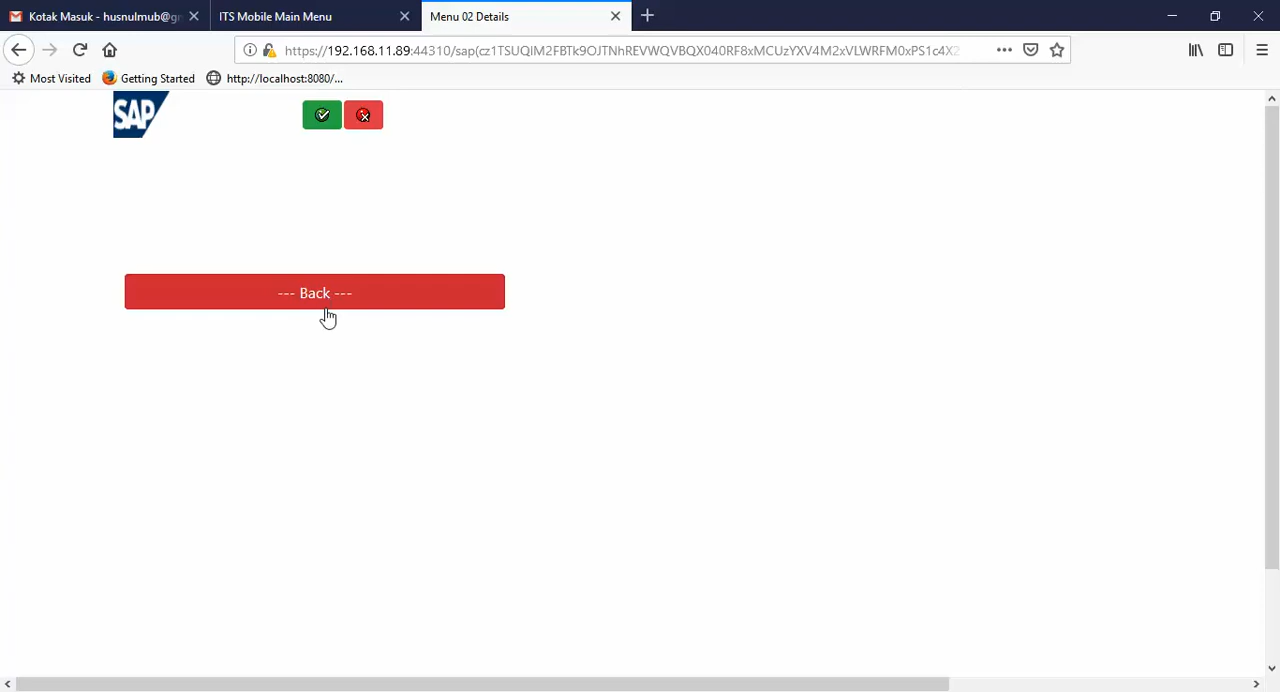 Kotak Masuk - husnulmub@gm
ITS Mobile Main Menu
Menu 02 Details
https://192.168.11.89:44310/sap(
Most Visited
Getting Started
http://localhost:8080/...
SAP
--- Back ---